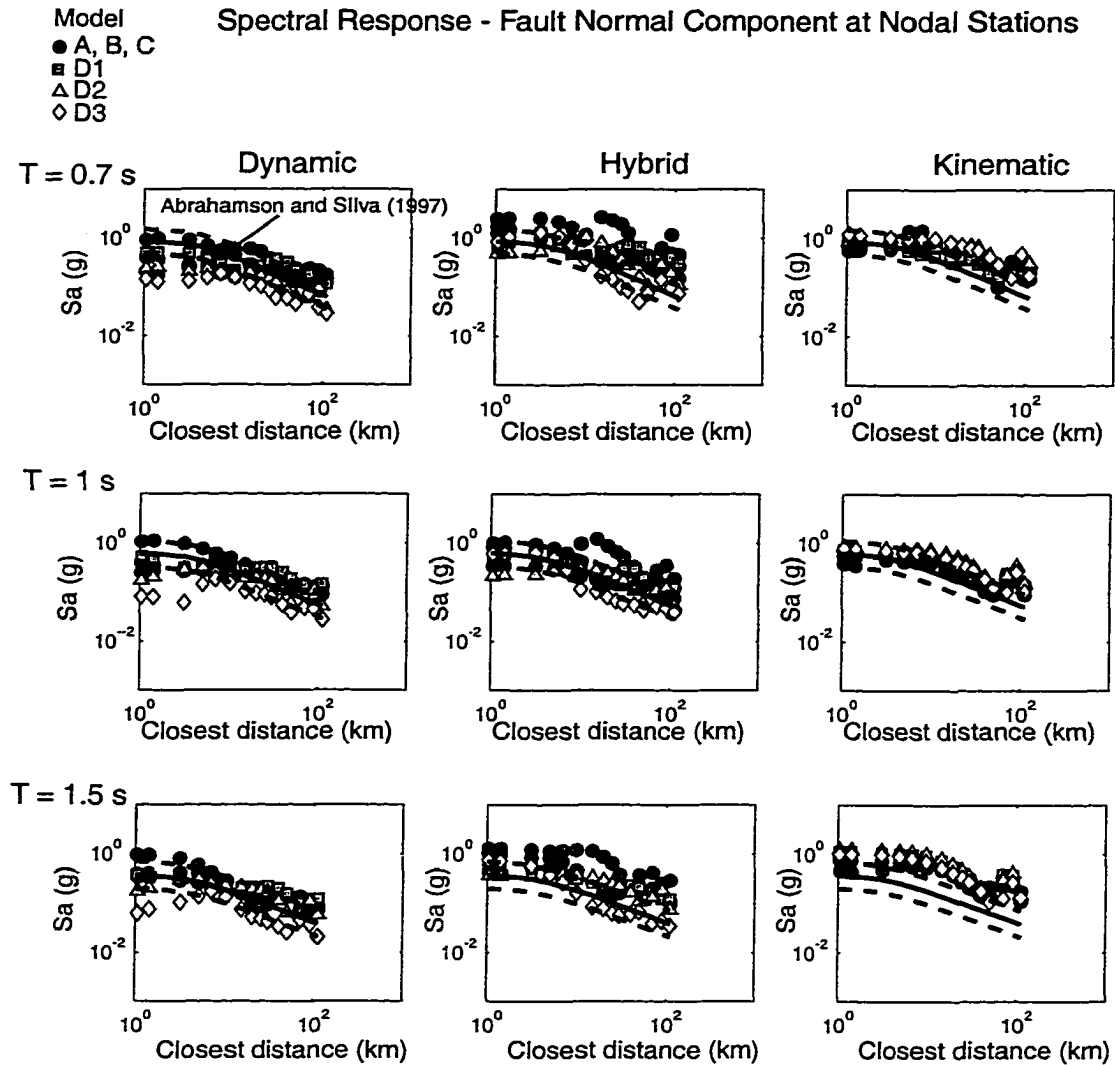 Model
Spectral Response - Fault Normal Component at Nodal Stations
A, B, C
D1
D2
D3
Dynamic
Hybrid
Kinematic
T = 0.7 s
Abrahamson and Silva (1997)
Sa (g)
10^0
10^-2
10^0
10^2
Closest distance (km)
Sa (g)
10^0
10^-2
10^0
10^2
Closest distance (km)
Sa (g)
10^0
10^-2
10^0
10^2
Closest distance (km)
T = 1 s
Sa (g)
10^0
10^-2
10^0
10^2
Closest distance (km)
Sa (g)
10^0
10^-2
10^0
10^2
Closest distance (km)
Sa (g)
10^0
10^-2
10^0
10^2
Closest distance (km)
T = 1.5 s
Sa (g)
10^0
10^-2
10^0
10^2
Closest distance (km)
Sa (g)
10^0
10^-2
10^0
10^2
Closest distance (km)
Sa (g)
10^0
10^-2
10^0
10^2
Closest distance (km)